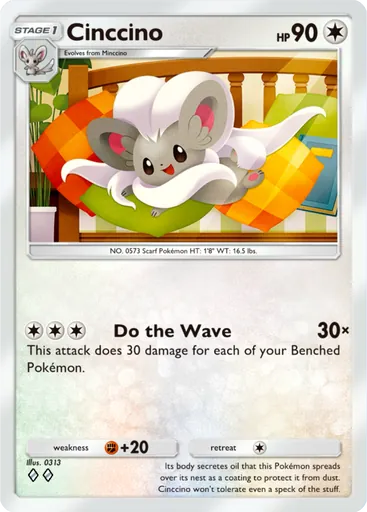 STAGE 1
Cinccino
HP 90
Evolves from Minccino
NO. 0573 Scarf Pokémon HT: 1'8" WT: 16.5 lbs.
Do the Wave 30×
This attack does 30 damage for each of your Benched
Pokémon.
weakness +20 retreat
Illus. 0313
Its body secretes oil that this Pokémon spreads
over its nest as a coating to protect it from dust.
Cinccino won't tolerate even a speck of the stuff.